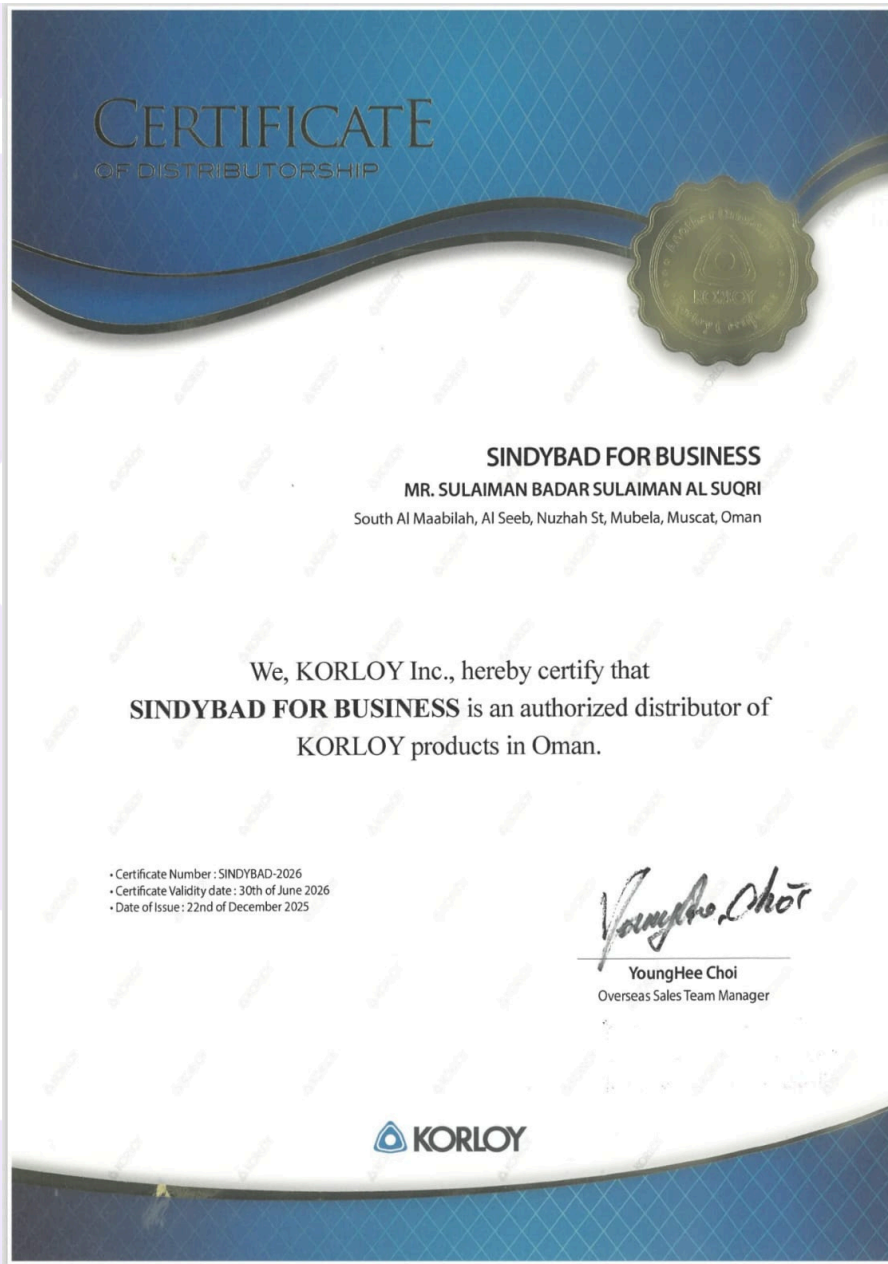 CERTIFICATE
OF DISTRIBUTORSHIP
KORLOY
SINDYBAD FOR BUSINESS
MR. SULAIMAN BADAR SULAIMAN AL SUQRI
South Al Maabilah, Al Seeb, Nuzhah St, Mubela, Muscat, Oman
We, KORLOY Inc., hereby certify that
SINDYBAD FOR BUSINESS is an authorized distributor of
KORLOY products in Oman.
• Certificate Number : SINDYBAD-2026
• Certificate Validity date : 30th of June 2026
• Date of Issue : 22nd of December 2025
YoungHee Choi
YoungHee Choi
Overseas Sales Team Manager
KORLOY